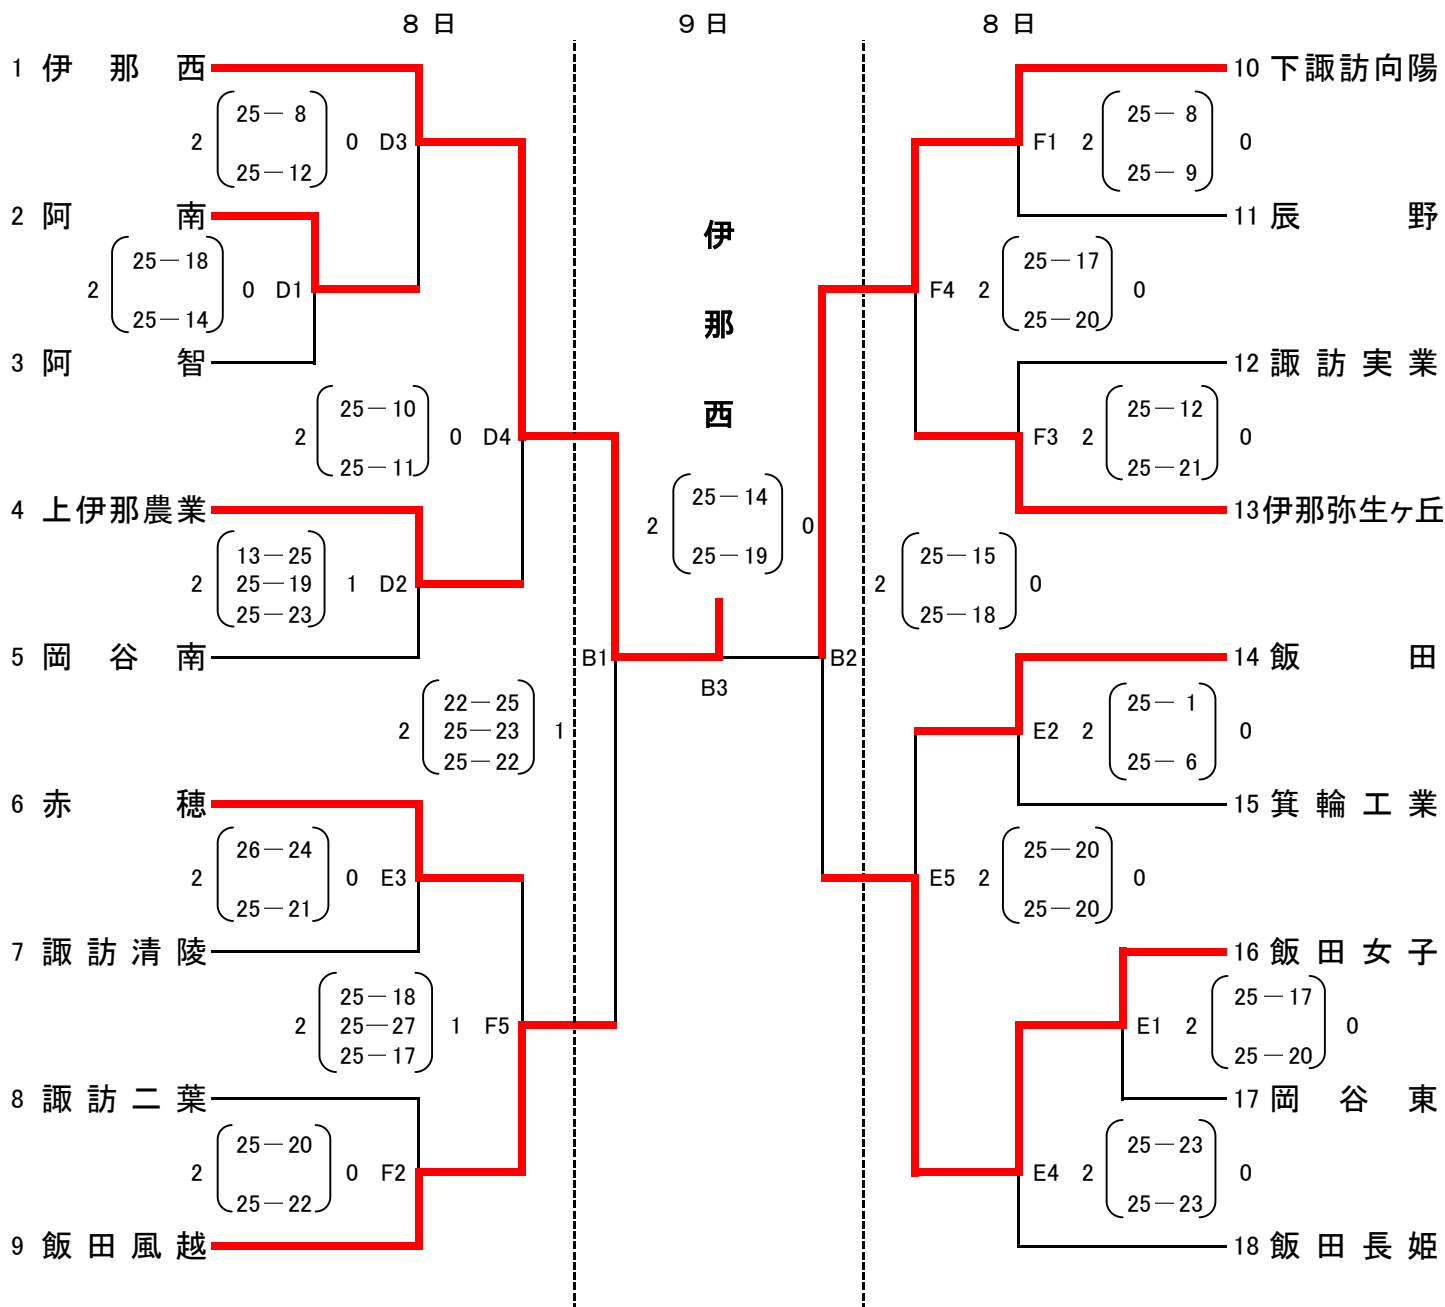 ８日 ９日 ８日
1 伊那西
10 下諏訪向陽
25－8
2 0 D3
25－12
F1 2 0
25－8
25－9
2 阿南
11 辰野
25－18
2 0 D1
25－14
25－17
F4 2 0
25－20
3 阿智
12 諏訪実業
25－10
2 0 D4
25－11
25－12
F3 2 0
25－21
4 上伊那農業
13 伊那弥生ヶ丘
伊那西
25－14
2 0
25－19
13－25
2 25－19 1 D2
25－23
25－15
2 0
25－18
5 岡谷南
B1
B3
B2
14 飯田
22－25
2 25－23 1
25－22
25－1
E2 2 0
25－6
6 赤穂
15 箕輪工業
26－24
2 0 E3
25－21
25－20
E5 2 0
25－20
7 諏訪清陵
16 飯田女子
25－18
2 25－27 1 F5
25－17
25－17
E1 2 0
25－20
8 諏訪二葉
17 岡谷東
25－20
2 0 F2
25－22
25－23
E4 2 0
25－23
9 飯田風越
18 飯田長姫